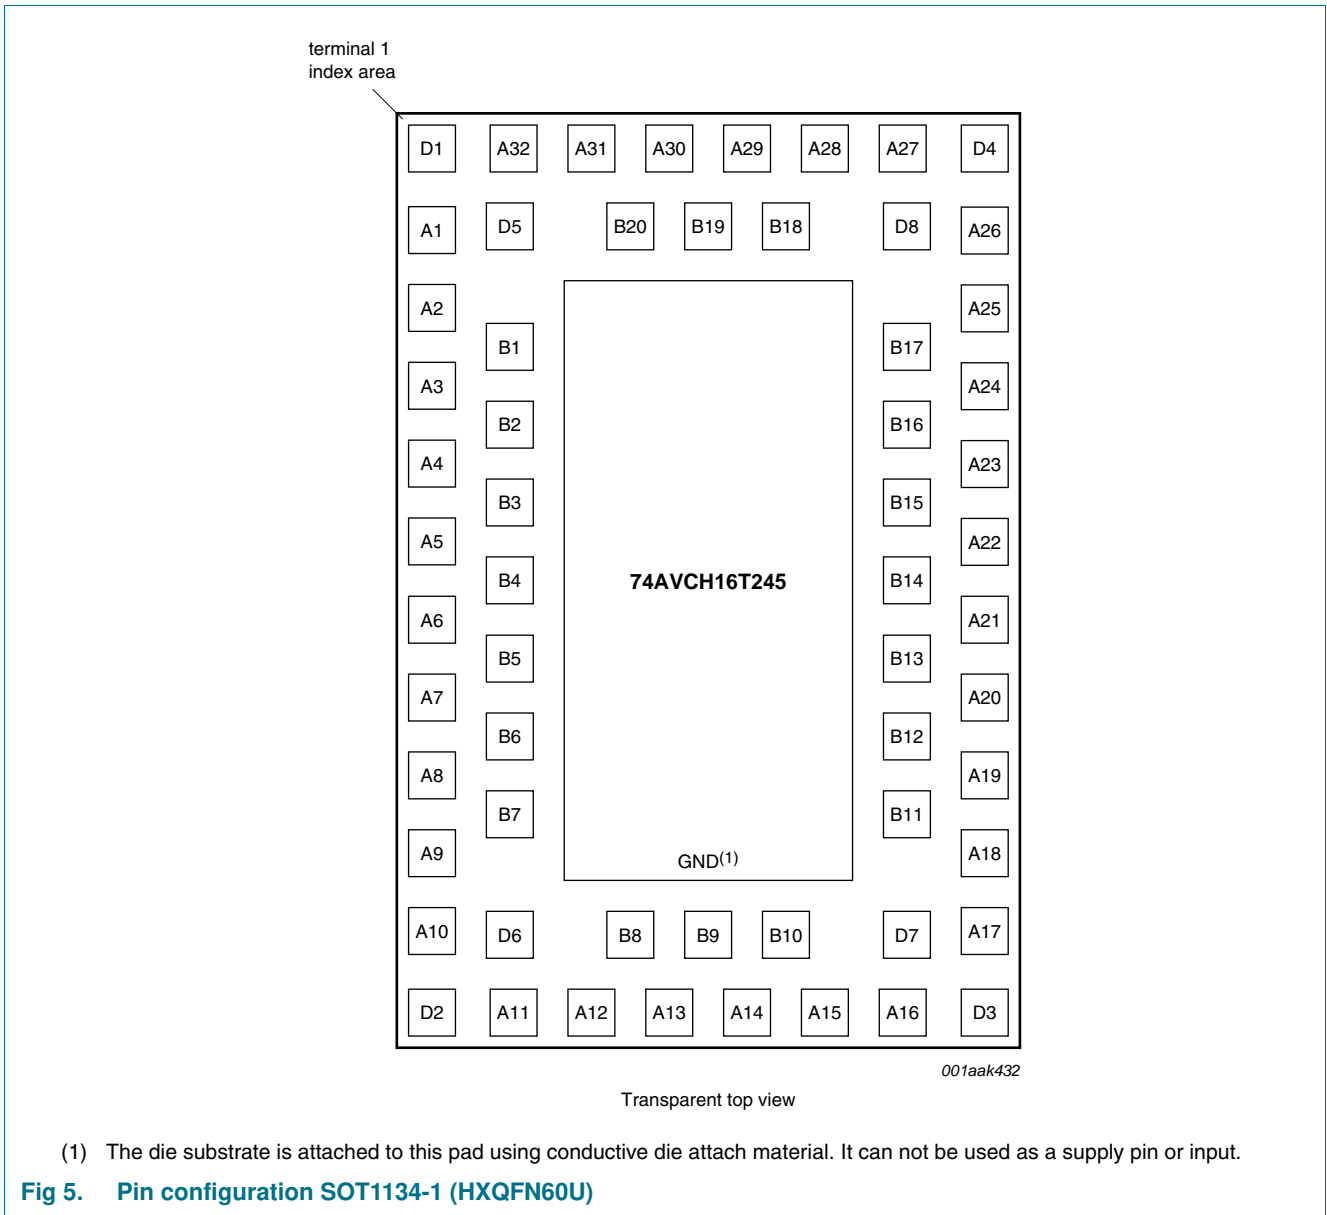 terminal 1
index area
D1 A32 A31 A30 A29 A28 A27 D4
A1 D5 B20 B19 B18 D8 A26
A2 A25
B1 B17
A3 A24
B2 B16
A4 A23
B3 B15
A5 A22
B4 74AVCH16T245 B14
A6 A21
B5 B13
A7 A20
B6 B12
A8 A19
B7 B11
A9 GND(1) A18
A10 D6 B8 B9 B10 D7 A17
D2 A11 A12 A13 A14 A15 A16 D3
001aak432
Transparent top view
(1) The die substrate is attached to this pad using conductive die attach material. It can not be used as a supply pin or input.
Fig 5. Pin configuration SOT1134-1 (HXQFN60U)